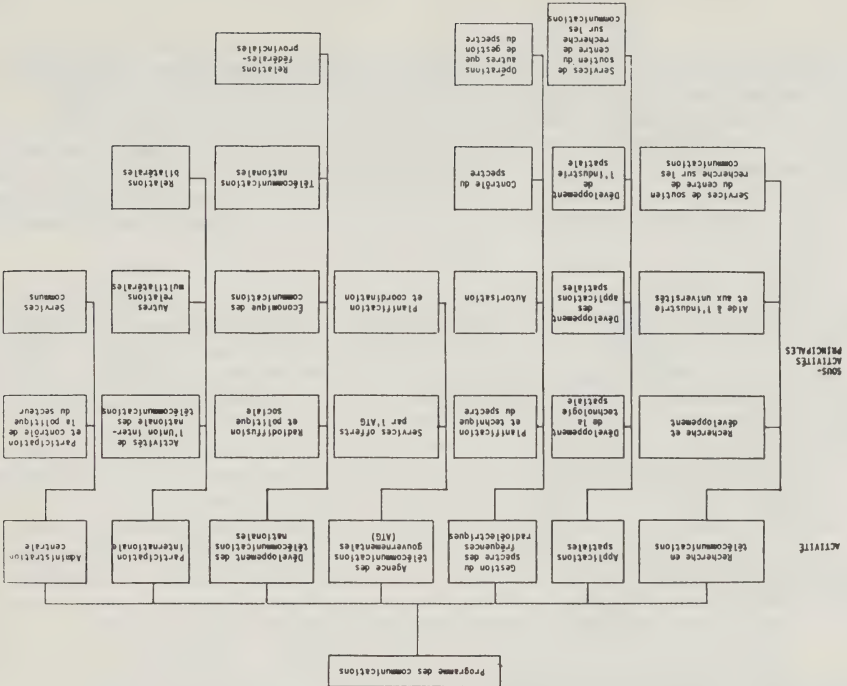 Programme des communications
ACTIVITÉ
Recherche en
télécommunications
Applications
spatiales
Gestion du
spectre des
fréquences
radioélectriques
Agence des
télécommunications
gouvernementales
(ATG)
Développement des
télécommunications
nationales
Participation
internationale
Administration
centrale
SOUS-
ACTIVITÉS
PRINCIPALES
Recherche et
développement
Développement
de la
technologie
spatiale
Planification
et technique
du spectre
Services offerts
par l'ATG
Radiodiffusion
et politique
sociale
Activités de
l'Union inter-
nationale des
télécommunications
Participation
et contrôle de
la politique
du secteur
Aide à l'industrie
et aux universités
Développement
des
applications
spatiales
Autorisation
Planification
et coordination
Économique des
communications
Autres
relations
multilatérales
Services
communs
Services de soutien
du centre de
recherche sur les
communications
Développement
de
l'industrie
spatiale
Contrôle du
spectre
Télécommunications
nationales
Relations
bilatérales
Services de
soutien du
centre de
recherche
sur les
communications
Opérations
autres que
de gestion
du spectre
Relations
fédérales-
provinciales